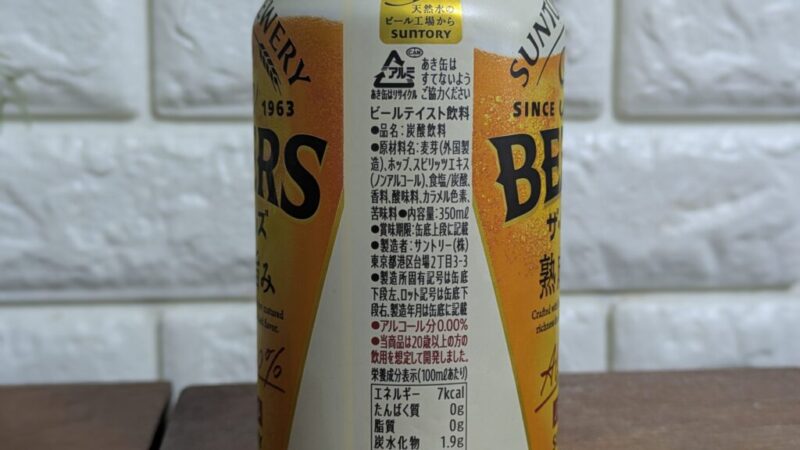 BREWERY
1963
天然水の
ビール工場から
SUNTORY
アルミ
あき缶はリサイクル
CAN
あき缶は
すてないよう
ご協力ください
ビールテイスト飲料
●品名:炭酸飲料
●原材料名:麦芽(外国製
造)、ホップ、スピリッツエキス
(ノンアルコール)、食塩/炭酸、
香料、酸味料、カラメル色素、
苦味料●内容量:350mℓ
●賞味期限:缶底上段に記載
●製造者:サントリー(株)
東京都港区台場2丁目3-3
●製造所固有記号は缶底
下段左、ロット記号は缶底下
段右、製造年月は缶底に記載
●アルコール分0.00%
●当商品は20歳以上の方の
飲用を想定して開発しました。
栄養成分表示(100mℓあたり)
エネルギー 7kcal
たんぱく質 0g
脂質 0g
炭水化物 1.9g
SINCE
BE
Crafted